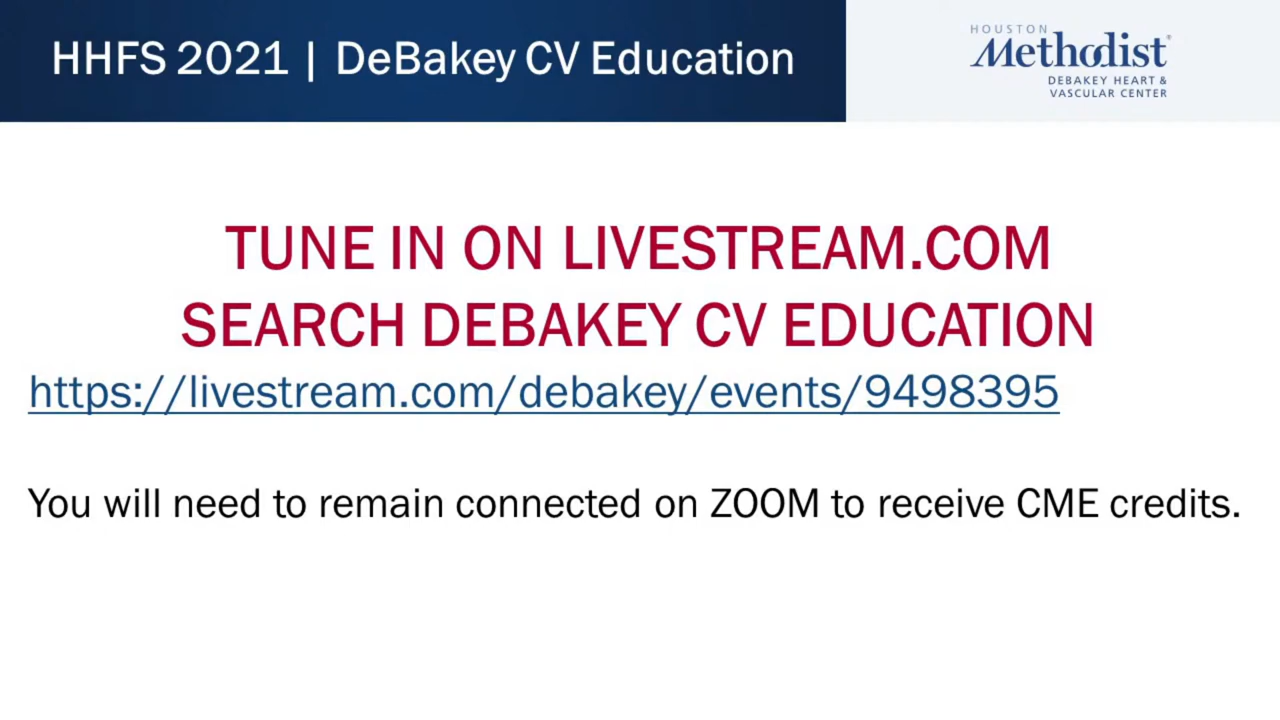 HHFS 2021 | DeBakey CV Education
HOUSTON
Methodist®
DEBAKEY HEART &
VASCULAR CENTER
TUNE IN ON LIVESTREAM.COM
SEARCH DEBAKEY CV EDUCATION
https://livestream.com/debakey/events/9498395
You will need to remain connected on ZOOM to receive CME credits.